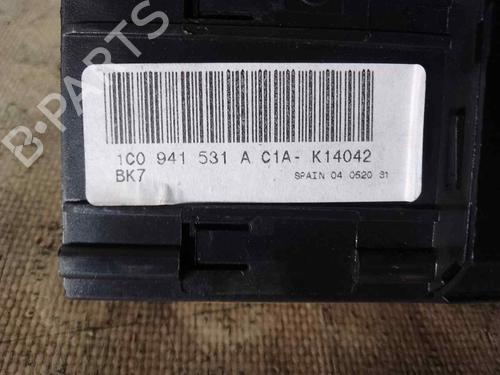 B-PARTS
1C0 941 531 A C1A- K14042
BK7
SPAIN 04 0520 31